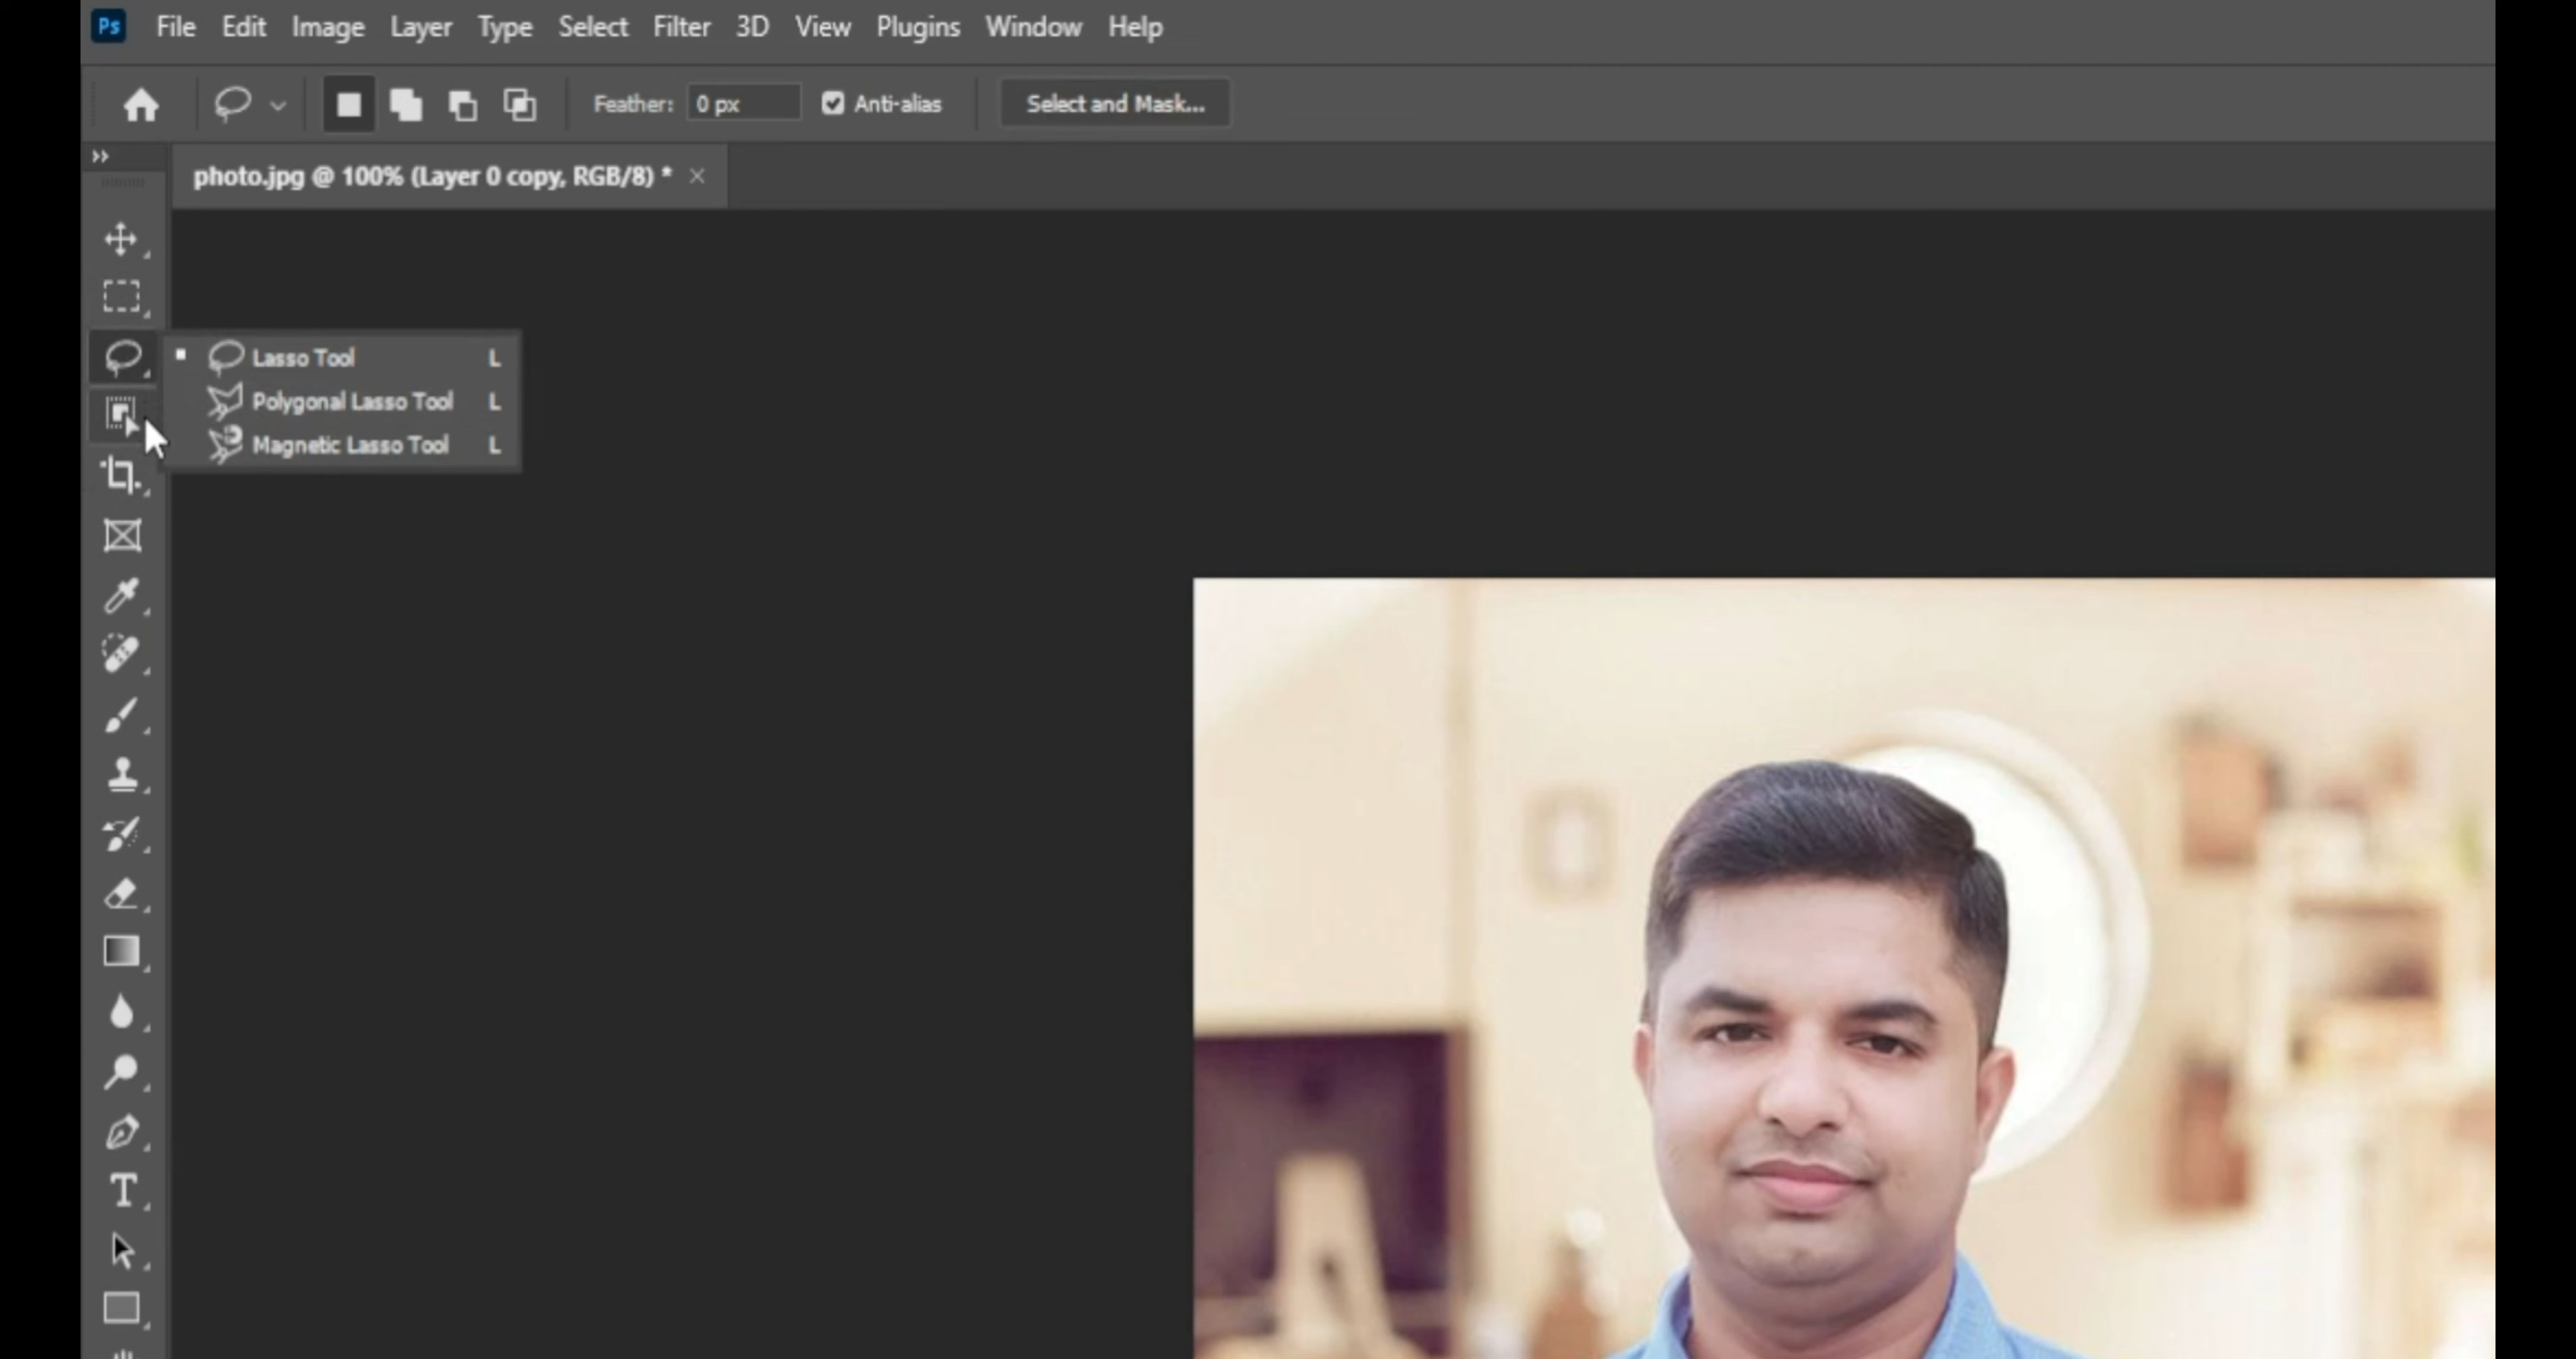 Ps File Edit Image Layer Type Select Filter 3D View Plugins Window Help
Feather: 0 px Anti-alias Select and Mask...
photo.jpg @ 100% (Layer 0 copy, RGB/8) *
Lasso Tool L
Polygonal Lasso Tool L
Magnetic Lasso Tool L